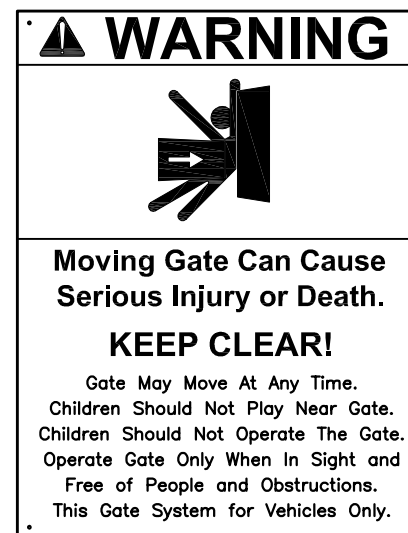 WARNING
Moving Gate Can Cause
Serious Injury or Death.
KEEP CLEAR!
Gate May Move At Any Time.
Children Should Not Play Near Gate.
Children Should Not Operate The Gate.
Operate Gate Only When In Sight and
Free of People and Obstructions.
This Gate System for Vehicles Only.